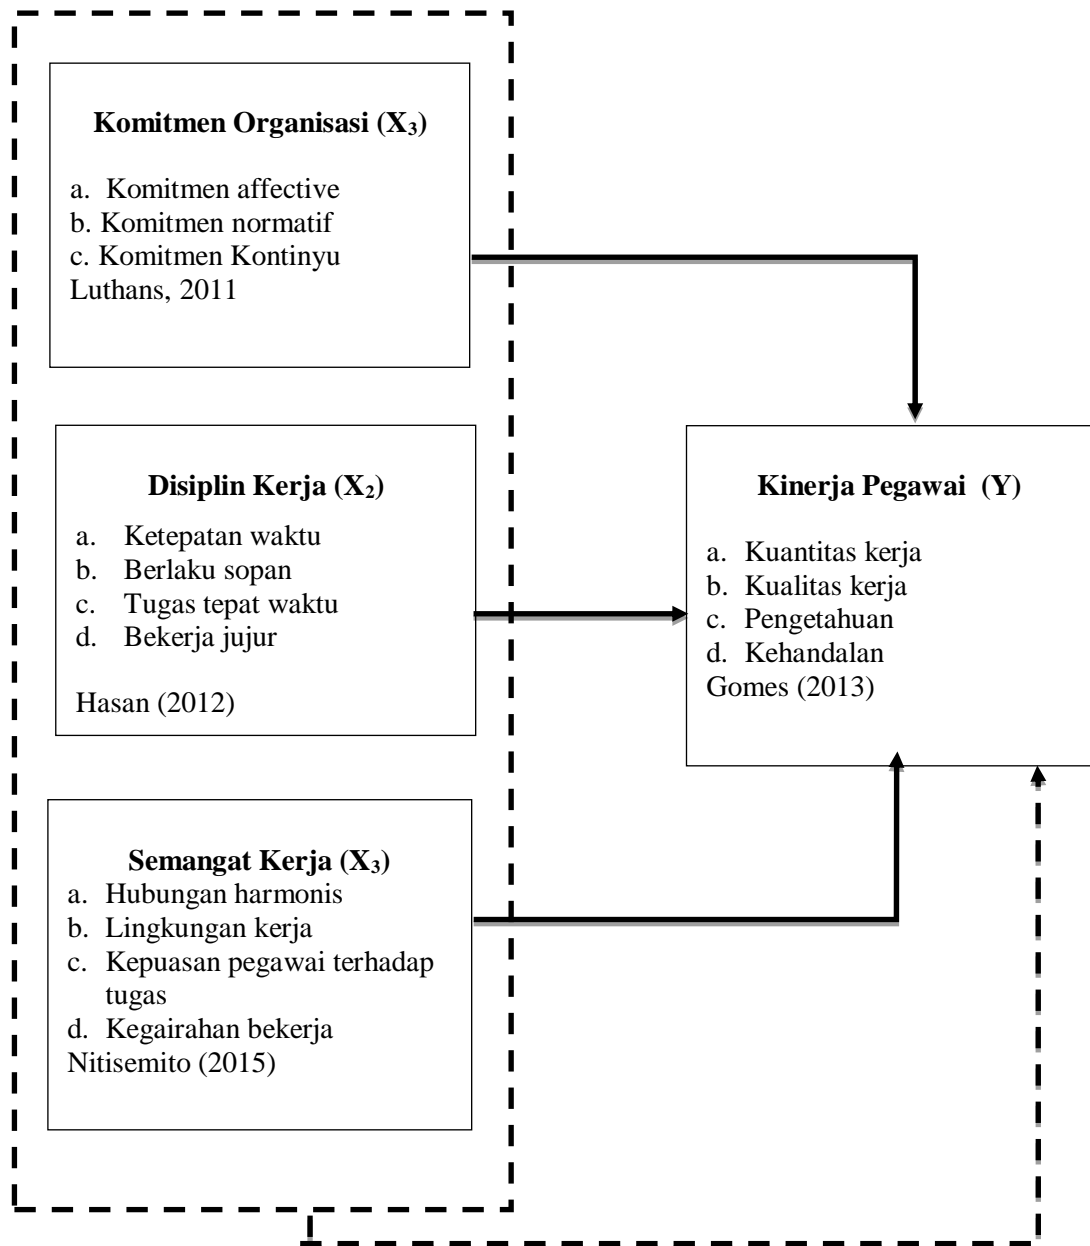 Komitmen Organisasi (X₃)
a. Komitmen affective
b. Komitmen normatif
c. Komitmen Kontinyu
Luthans, 2011
Disiplin Kerja (X₂)
a. Ketepatan waktu
b. Berlaku sopan
c. Tugas tepat waktu
d. Bekerja jujur
Hasan (2012)
Semangat Kerja (X₃)
a. Hubungan harmonis
b. Lingkungan kerja
c. Kepuasan pegawai terhadap
tugas
d. Kegairahan bekerja
Nitisemito (2015)
Kinerja Pegawai (Y)
a. Kuantitas kerja
b. Kualitas kerja
c. Pengetahuan
d. Kehandalan
Gomes (2013)